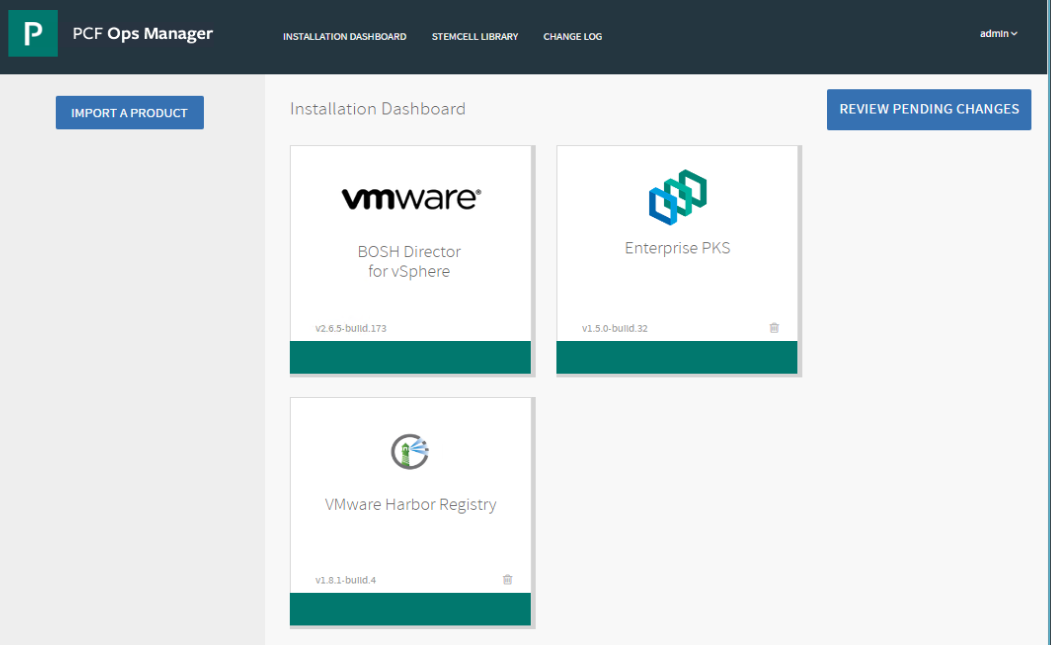 P
PCF Ops Manager
INSTALLATION DASHBOARD
STEMCELL LIBRARY
CHANGE LOG
admin
IMPORT A PRODUCT
Installation Dashboard
REVIEW PENDING CHANGES
vmware®
BOSH Director
for vSphere
v2.6.5-build.173
Enterprise PKS
v1.5.0-build.32
VMware Harbor Registry
v1.8.1-build.4